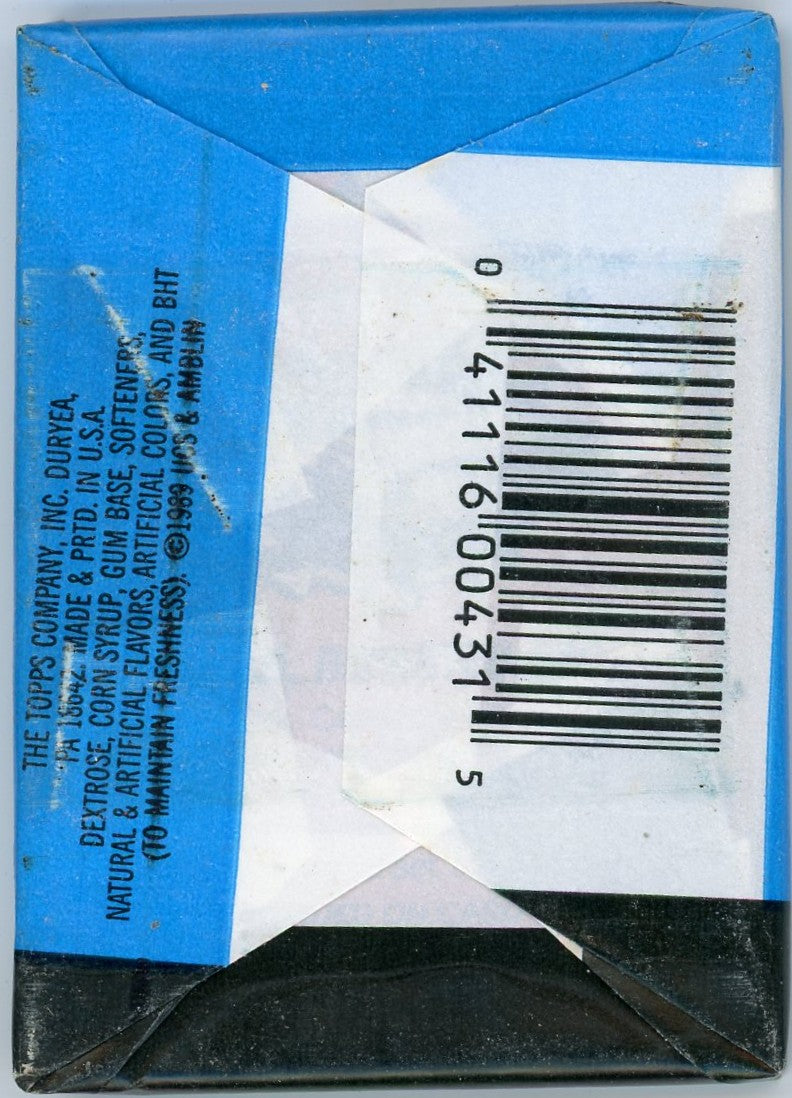 THE TOPPS COMPANY, INC. DURYEA,
PA 18642. MADE & PRTD. IN U.S.A.
DEXTROSE, CORN SYRUP, GUM BASE, SOFTENERS,
NATURAL & ARTIFICIAL FLAVORS, ARTIFICIAL COLORS, AND BHT
(TO MAINTAIN FRESHNESS). ©1989 UCS & AMBLIN
0 41116 00431 5